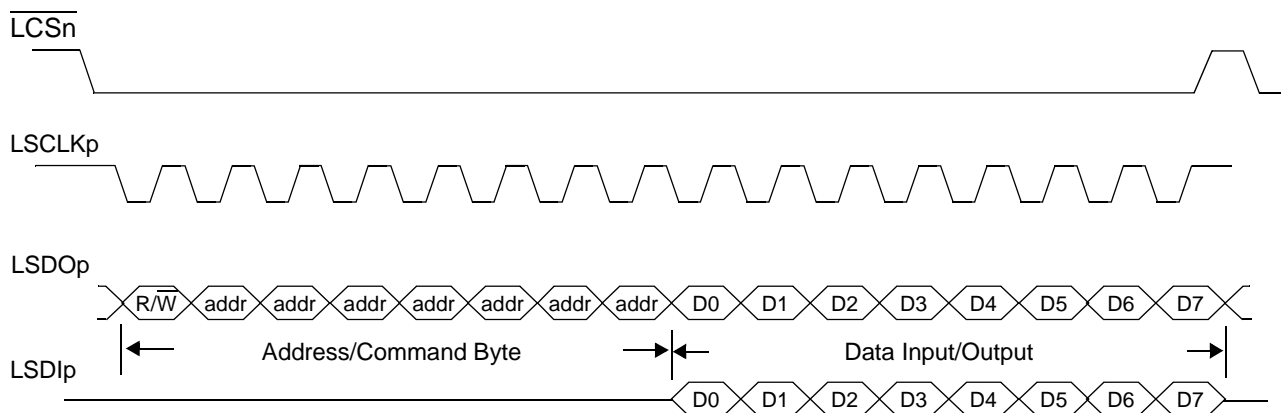 LCSn
LSCLKp
LSDOp
R/W addr addr addr addr addr addr addr D0 D1 D2 D3 D4 D5 D6 D7
Address/Command Byte Data Input/Output
LSDIp
D0 D1 D2 D3 D4 D5 D6 D7